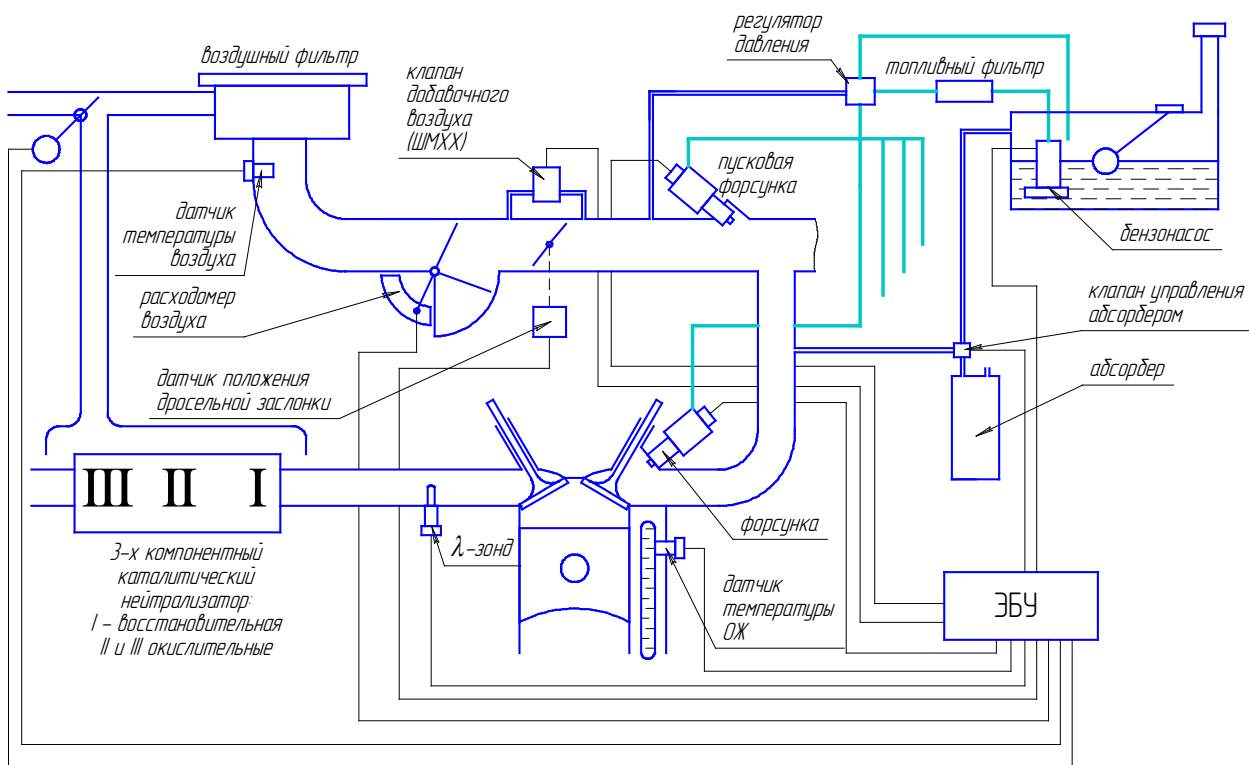 регулятор
давления
воздушный фильтр
клапан
добавочного
воздуха
(ШМХХ)
топливный фильтр
пусковая
форсунка
датчик
температуры
воздуха
бензонасос
расходомер
воздуха
клапан управления
абсорбером
абсорбер
датчик положения
дросельной заслонки
III II I
форсунка
λ-зонд
3-х компонентный
каталитический
нейтрализатор:
I - восстановительная
II и III окислительные
датчик
температуры
ОЖ
ЭБУ